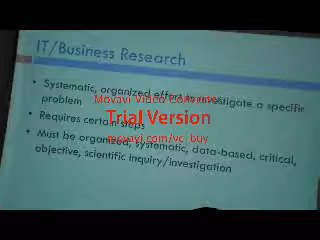 IT/Business Research
• Systematic, organized effort to investigate a specific
problem
• Requires certain steps
• Must be organized, systematic, data-based, critical,
objective, scientific inquiry/investigation
Movavi Video Converter
Trial Version
movavi.com/vc_buy